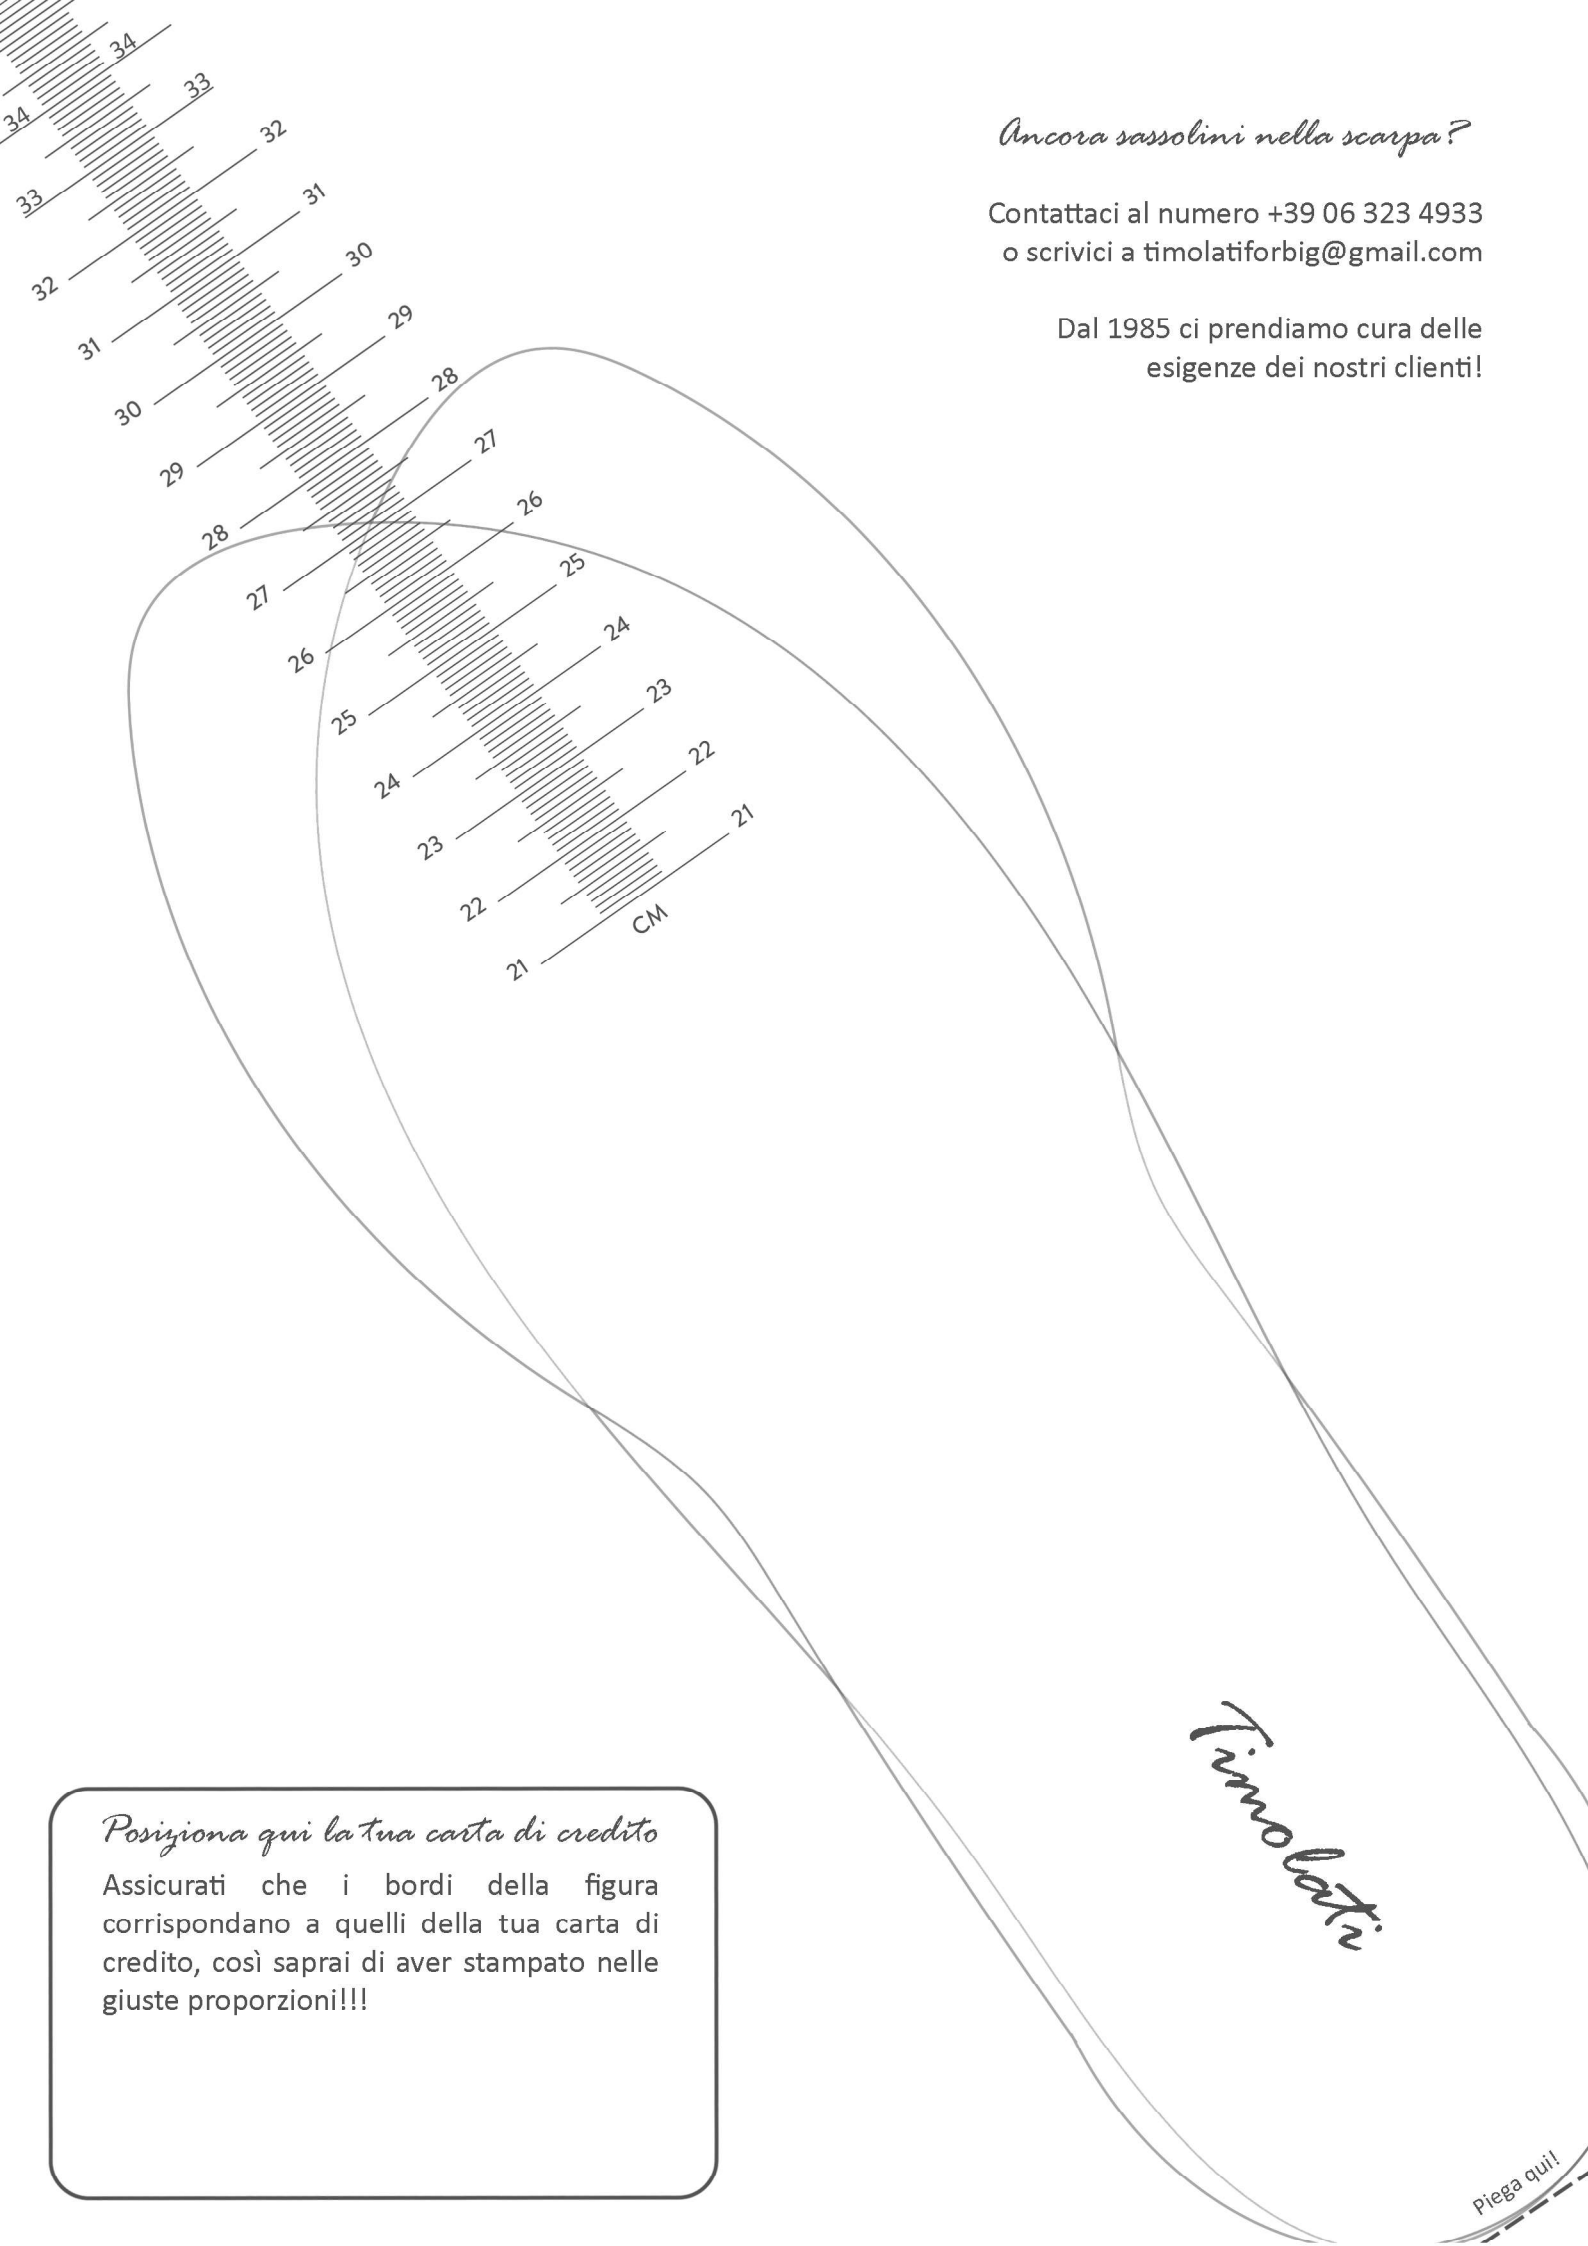 34
33
32
31
30
29
28
27
26
25
24
23
22
21
34
33
32
31
30
29
28
27
26
25
24
23
22
21
CM
Ancora sassolini nella scarpa?
Contattaci al numero +39 06 323 4933
o scrivici a timolatiforbig@gmail.com
Dal 1985 ci prendiamo cura delle
esigenze dei nostri clienti!
Timolati
Posiziona qui la tua carta di credito
Assicurati che i bordi della figura
corrispondano a quelli della tua carta di
credito, così saprai di aver stampato nelle
giuste proporzioni!!!
Piega qui!